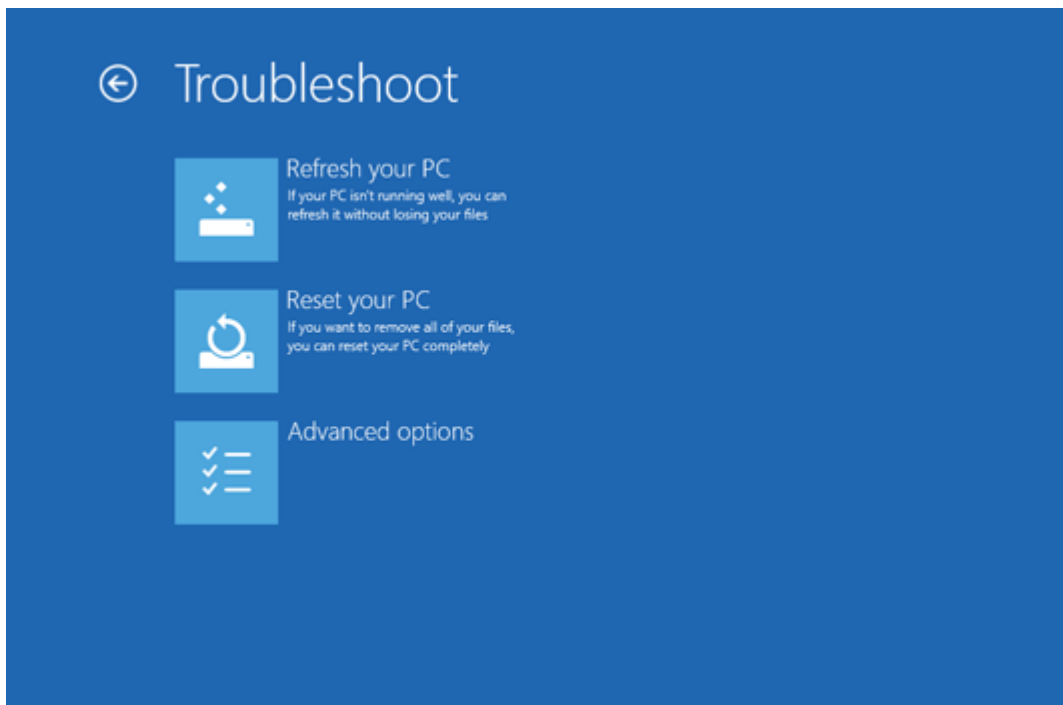 Troubleshoot
Refresh your PC
If your PC isn't running well, you can
refresh it without losing your files
Reset your PC
If you want to remove all of your files,
you can reset your PC completely
Advanced options